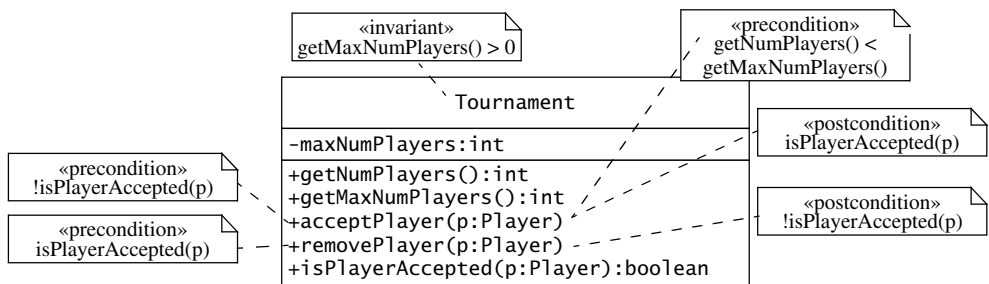 «invariant»
getMaxNumPlayers() > 0
«precondition»
getNumPlayers() <
getMaxNumPlayers()
Tournament
-maxNumPlayers:int
«postcondition»
isPlayerAccepted(p)
«precondition»
!isPlayerAccepted(p)
+getNumPlayers():int
+getMaxNumPlayers():int
+acceptPlayer(p:Player)
+removePlayer(p:Player)
+isPlayerAccepted(p:Player):boolean
«precondition»
isPlayerAccepted(p)
«postcondition»
!isPlayerAccepted(p)